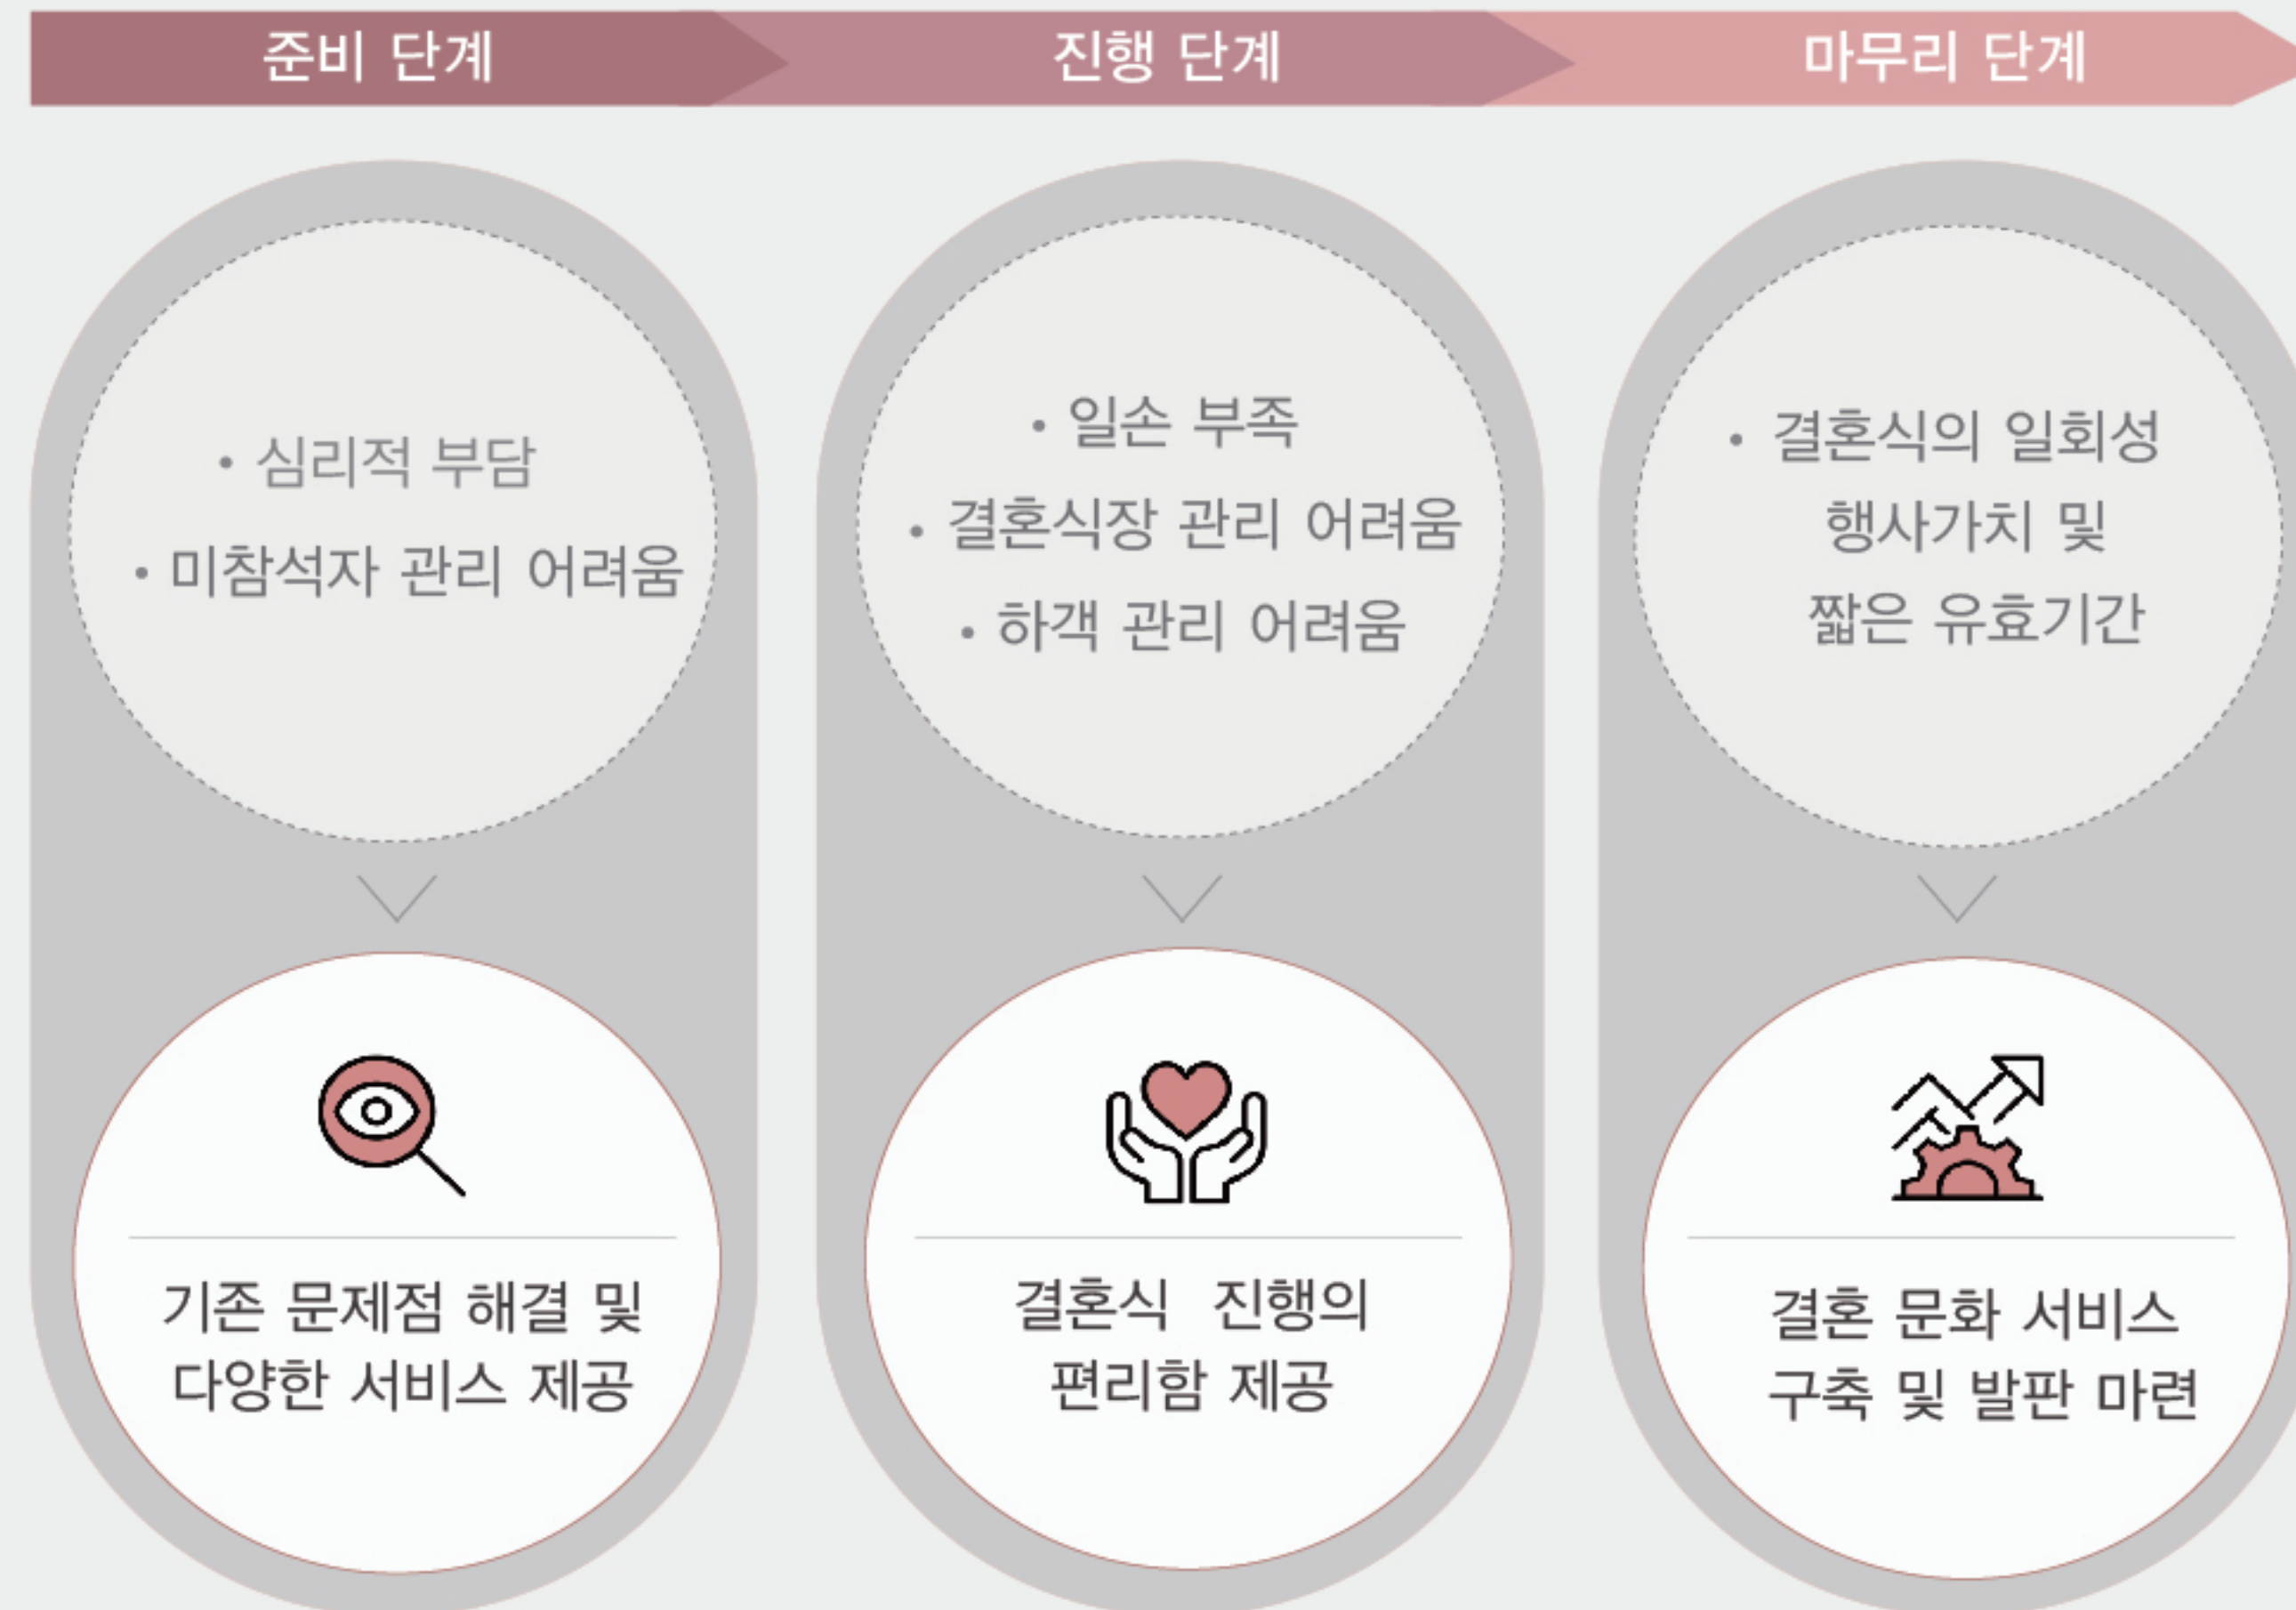 준비 단계
진행 단계
마무리 단계
• 심리적 부담
• 미참석자 관리 어려움
• 일손 부족
• 결혼식장 관리 어려움
• 하객 관리 어려움
• 결혼식의 일회성
행사가치 및
짧은 유효기간
기존 문제점 해결 및
다양한 서비스 제공
결혼식 진행의
편리함 제공
결혼 문화 서비스
구축 및 발판 마련